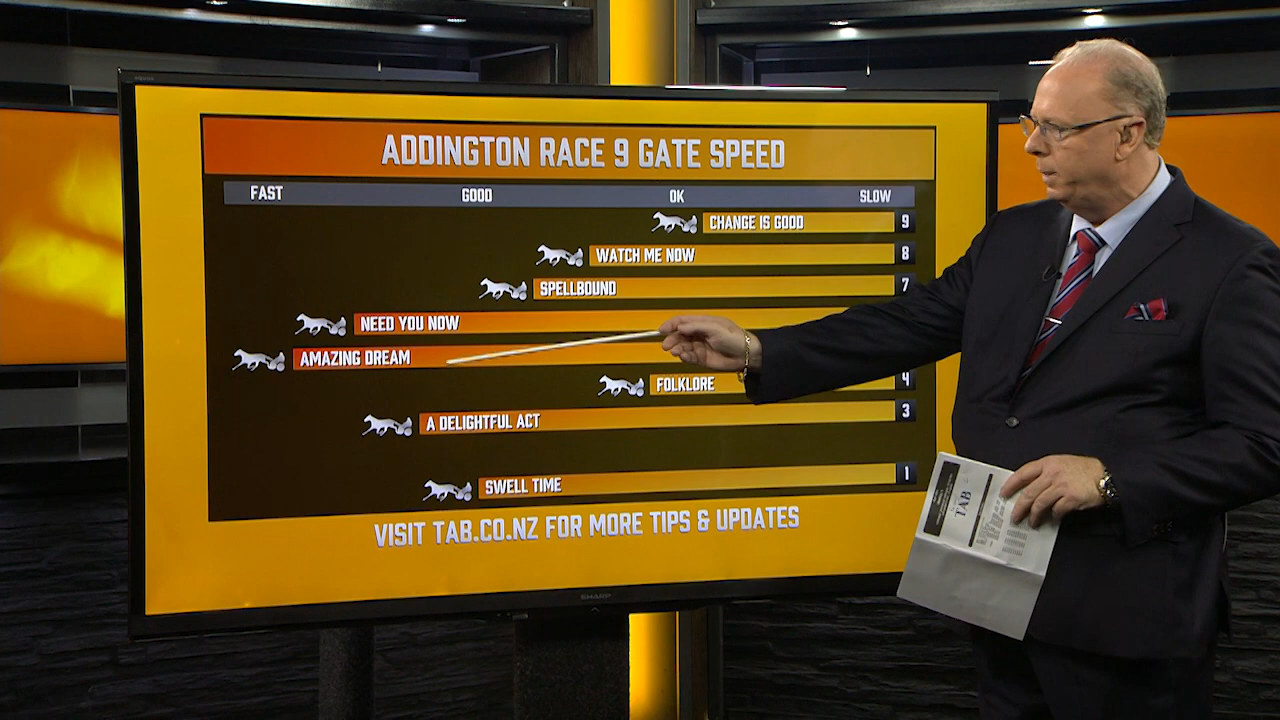 ADDINGTON RACE 9 GATE SPEED
FAST GOOD OK SLOW
CHANGE IS GOOD 9
WATCH ME NOW 8
SPELLBOUND 7
NEED YOU NOW
AMAZING DREAM
FOLKLORE 4
A DELIGHTFUL ACT 3
SWELL TIME 1
VISIT TAB.CO.NZ FOR MORE TIPS & UPDATES
SHARP
TAB